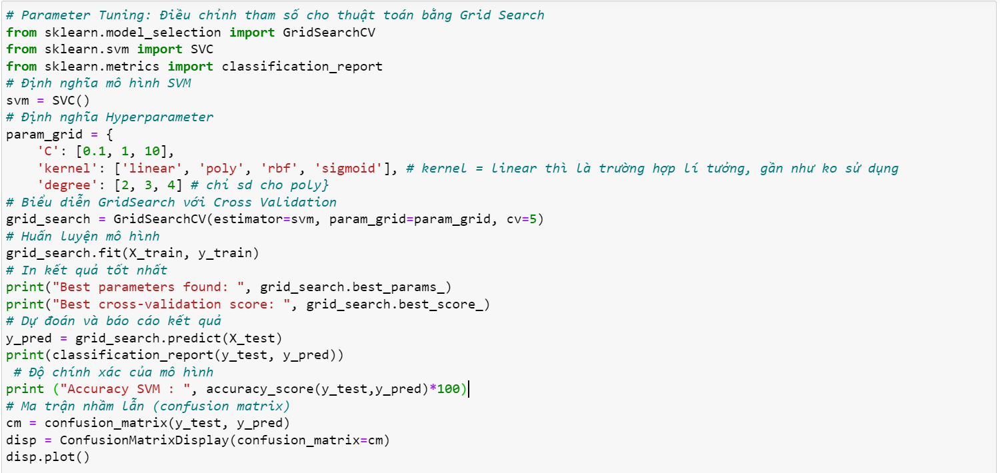 # Parameter Tuning: Điều chỉnh tham số cho thuật toán bằng Grid Search
from sklearn.model_selection import GridSearchCV
from sklearn.svm import SVC
from sklearn.metrics import classification_report
# Định nghĩa mô hình SVM
svm = SVC()
# Định nghĩa Hyperparameter
param_grid = {
    'C': [0.1, 1, 10],
    'kernel': ['linear', 'poly', 'rbf', 'sigmoid'], # kernel = linear thì là trường hợp lí tưởng, gần như ko sử dụng
    'degree': [2, 3, 4] # chỉ sd cho poly}
# Biểu diễn GridSearch với Cross Validation
grid_search = GridSearchCV(estimator=svm, param_grid=param_grid, cv=5)
# Huấn luyện mô hình
grid_search.fit(X_train, y_train)
# In kết quả tốt nhất
print("Best parameters found: ", grid_search.best_params_)
print("Best cross-validation score: ", grid_search.best_score_)
# Dự đoán và báo cáo kết quả
y_pred = grid_search.predict(X_test)
print(classification_report(y_test, y_pred))
 # Độ chính xác của mô hình
print ("Accuracy SVM : ", accuracy_score(y_test,y_pred)*100)
# Ma trận nhầm lẫn (confusion matrix)
cm = confusion_matrix(y_test, y_pred)
disp = ConfusionMatrixDisplay(confusion_matrix=cm)
disp.plot()